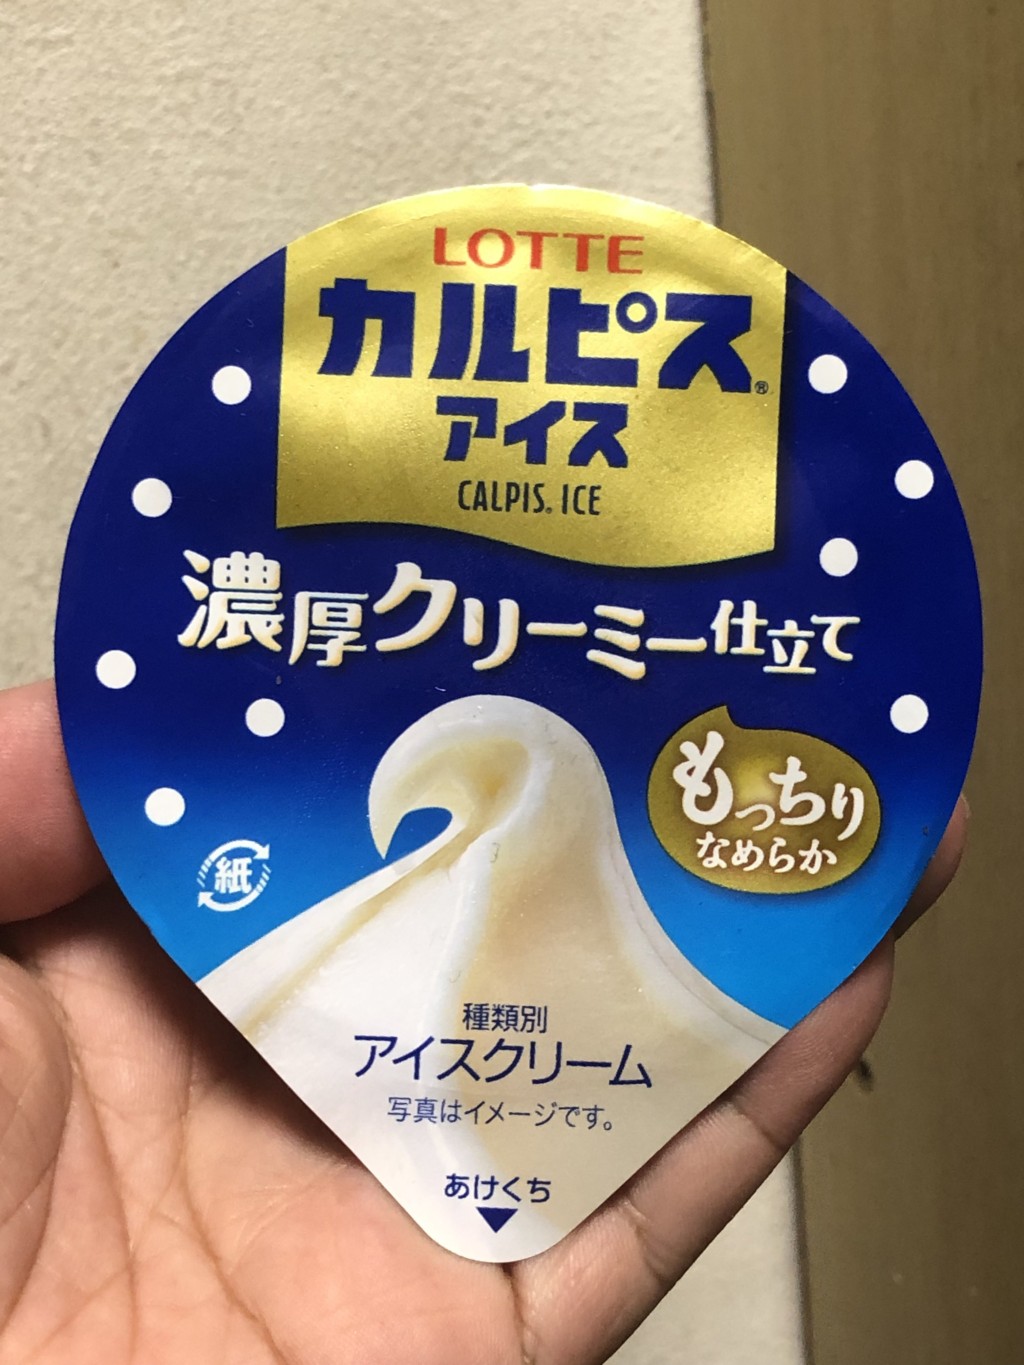 LOTTE
カルピス®
アイス
CALPIS® ICE
濃厚クリーミー仕立て
もっちり
なめらか
紙
種類別
アイスクリーム
写真はイメージです。
あけくち